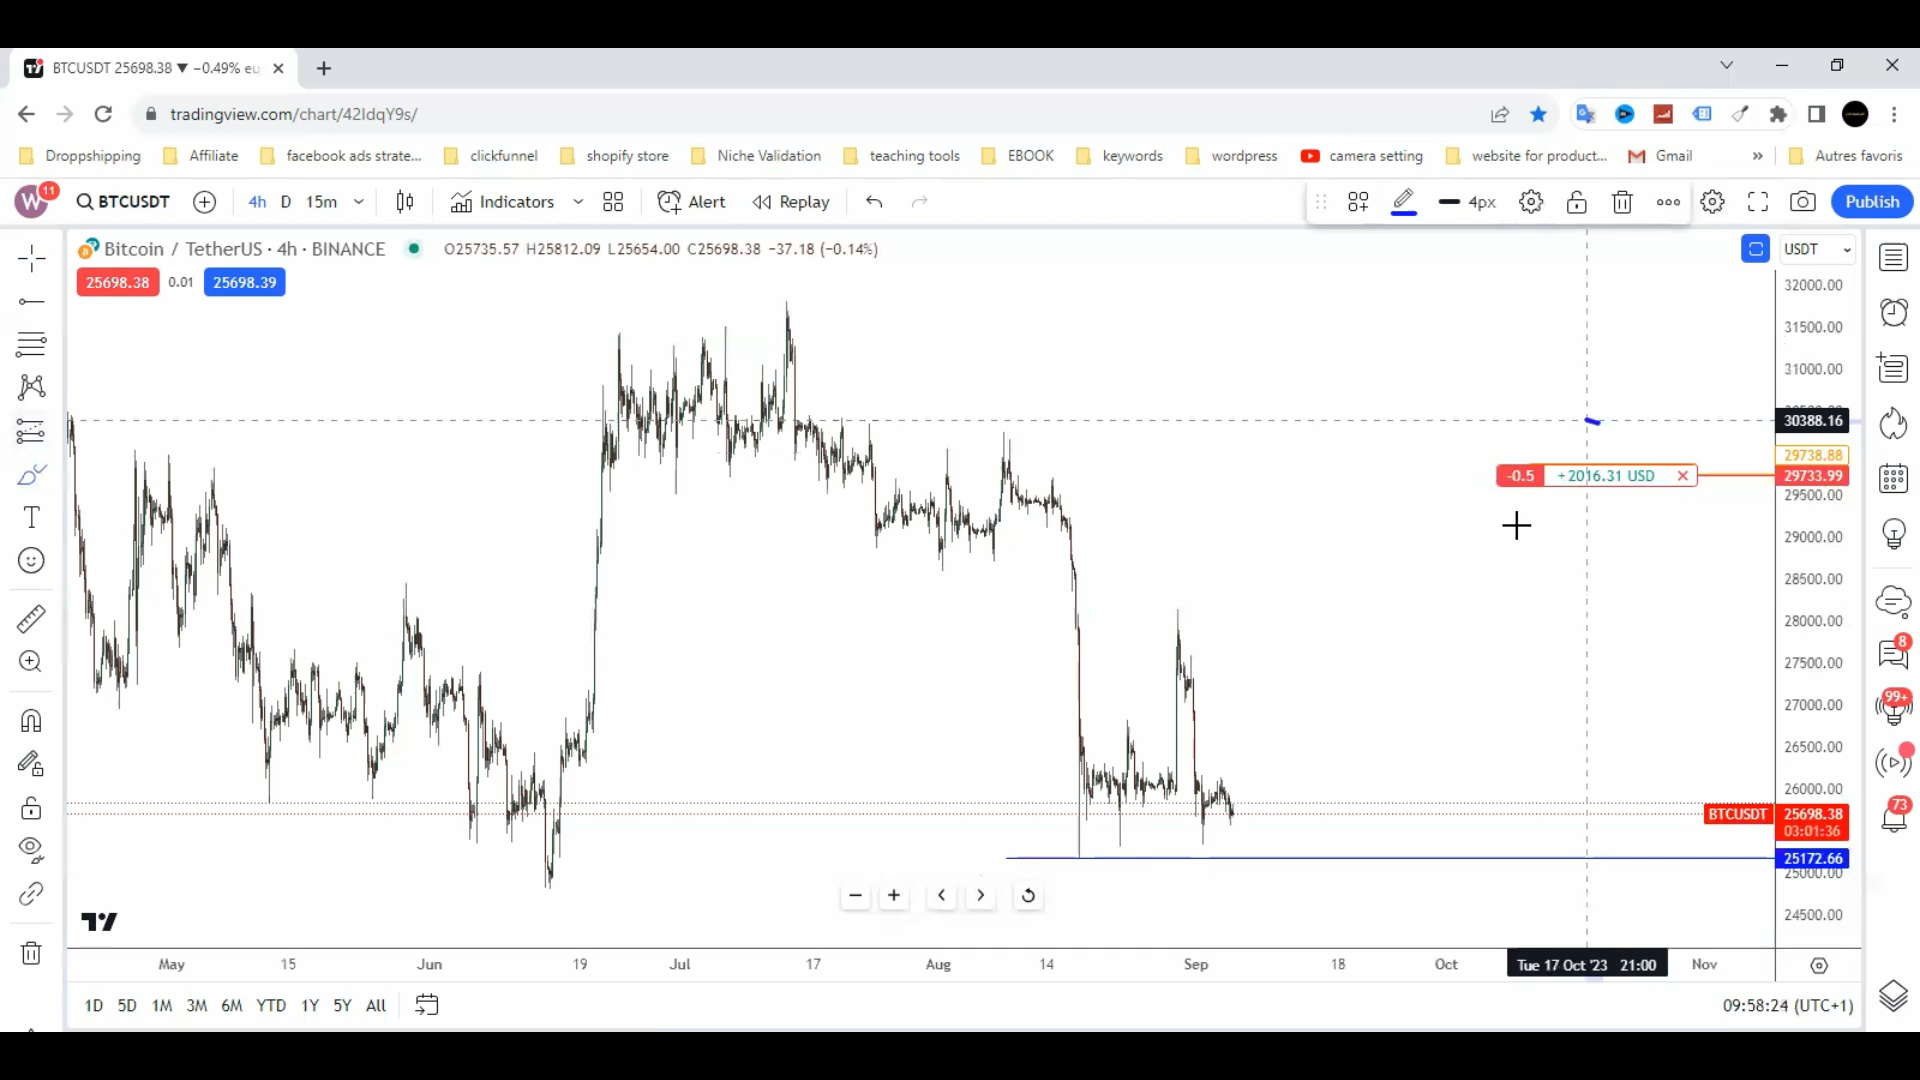 BTCUSDT 25698.38 ▼ −0.49% eu
tradingview.com/chart/42IdqY9s/
Droppshipping Affiliate facebook ads strate... clickfunnel shopify store Niche Validation teaching tools EBOOK keywords wordpress camera setting website for product... Gmail » Autres favoris
W 11 BTCUSDT 4h D 15m Indicators Alert Replay 4px Publish
Bitcoin / TetherUS · 4h · BINANCE O25735.57 H25812.09 L25654.00 C25698.38 −37.18 (−0.14%) USDT
25698.38 0.01 25698.39
32000.00
31500.00
31000.00
30388.16
29738.88
-0.5 +2016.31 USD 29733.99
29500.00
29000.00
28500.00
28000.00
27500.00
27000.00
26500.00
26000.00
BTCUSDT 25698.38
03:01:36
25172.66
25000.00
24500.00
8
99+
73
May 15 Jun 19 Jul 17 Aug 14 Sep 18 Oct Tue 17 Oct '23 21:00 Nov
1D 5D 1M 3M 6M YTD 1Y 5Y All 09:58:24 (UTC+1)